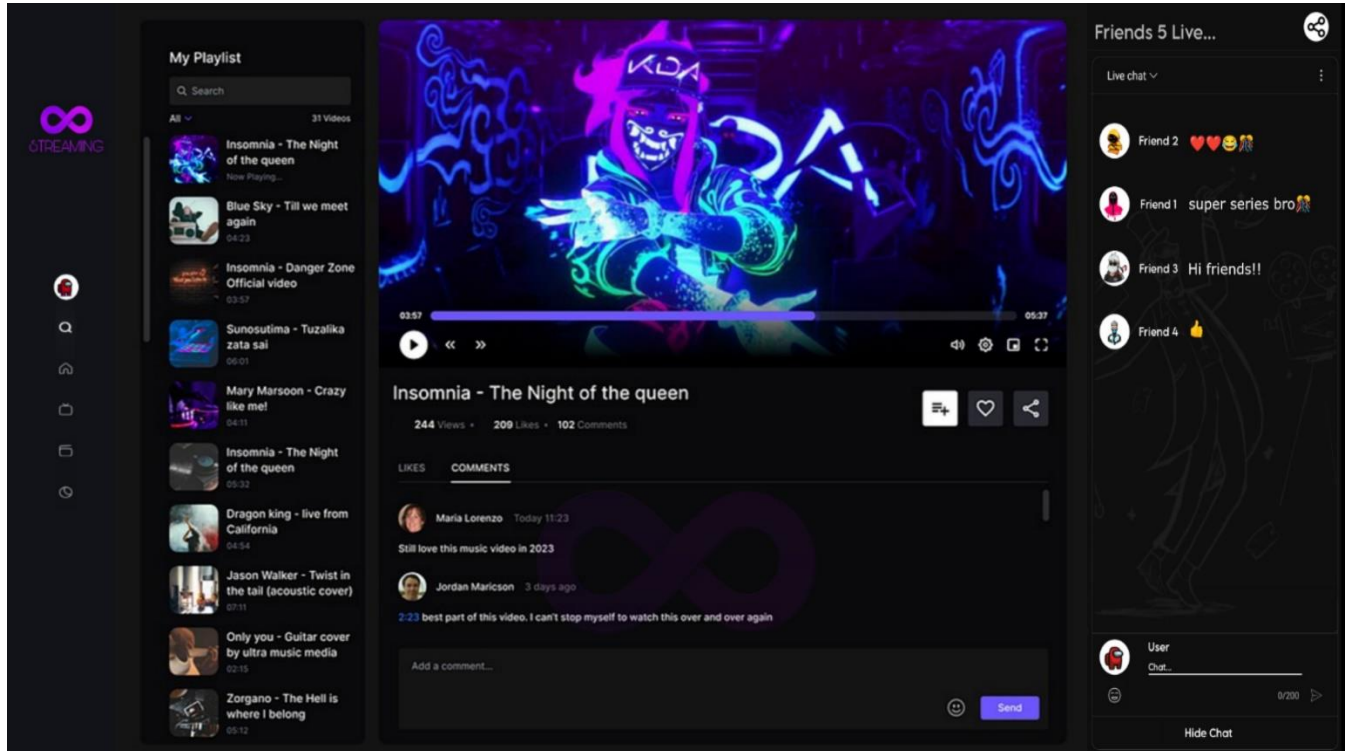 STREAMING
My Playlist
Search
All
31 Videos
Insomnia - The Night
of the queen
Now Playing...
Blue Sky - Till we meet
again
04:23
Insomnia - Danger Zone
Official video
03:57
Sunosutima - Tuzalika
zata sai
06:01
Mary Marsoon - Crazy
like me!
04:11
Insomnia - The Night
of the queen
05:32
Dragon king - live from
California
04:54
Jason Walker - Twist in
the tail (acoustic cover)
07:11
Only you - Guitar cover
by ultra music media
02:15
Zorgano - The Hell is
where I belong
05:12
KDA
DA
03:57
05:37
Insomnia - The Night of the queen
244 Views • 209 Likes • 102 Comments
LIKES COMMENTS
Maria Lorenzo Today 11:23
Still love this music video in 2023
Jordan Maricson 3 days ago
2:23 best part of this video. I can't stop myself to watch this over and over again
Add a comment...
Send
Friends 5 Live...
Live chat
Friend 2 ❤️❤️😂🎊
Friend 1 super series bro🎊
Friend 3 Hi friends!!
Friend 4 👍
User
Chat...
0/200
Hide Chat